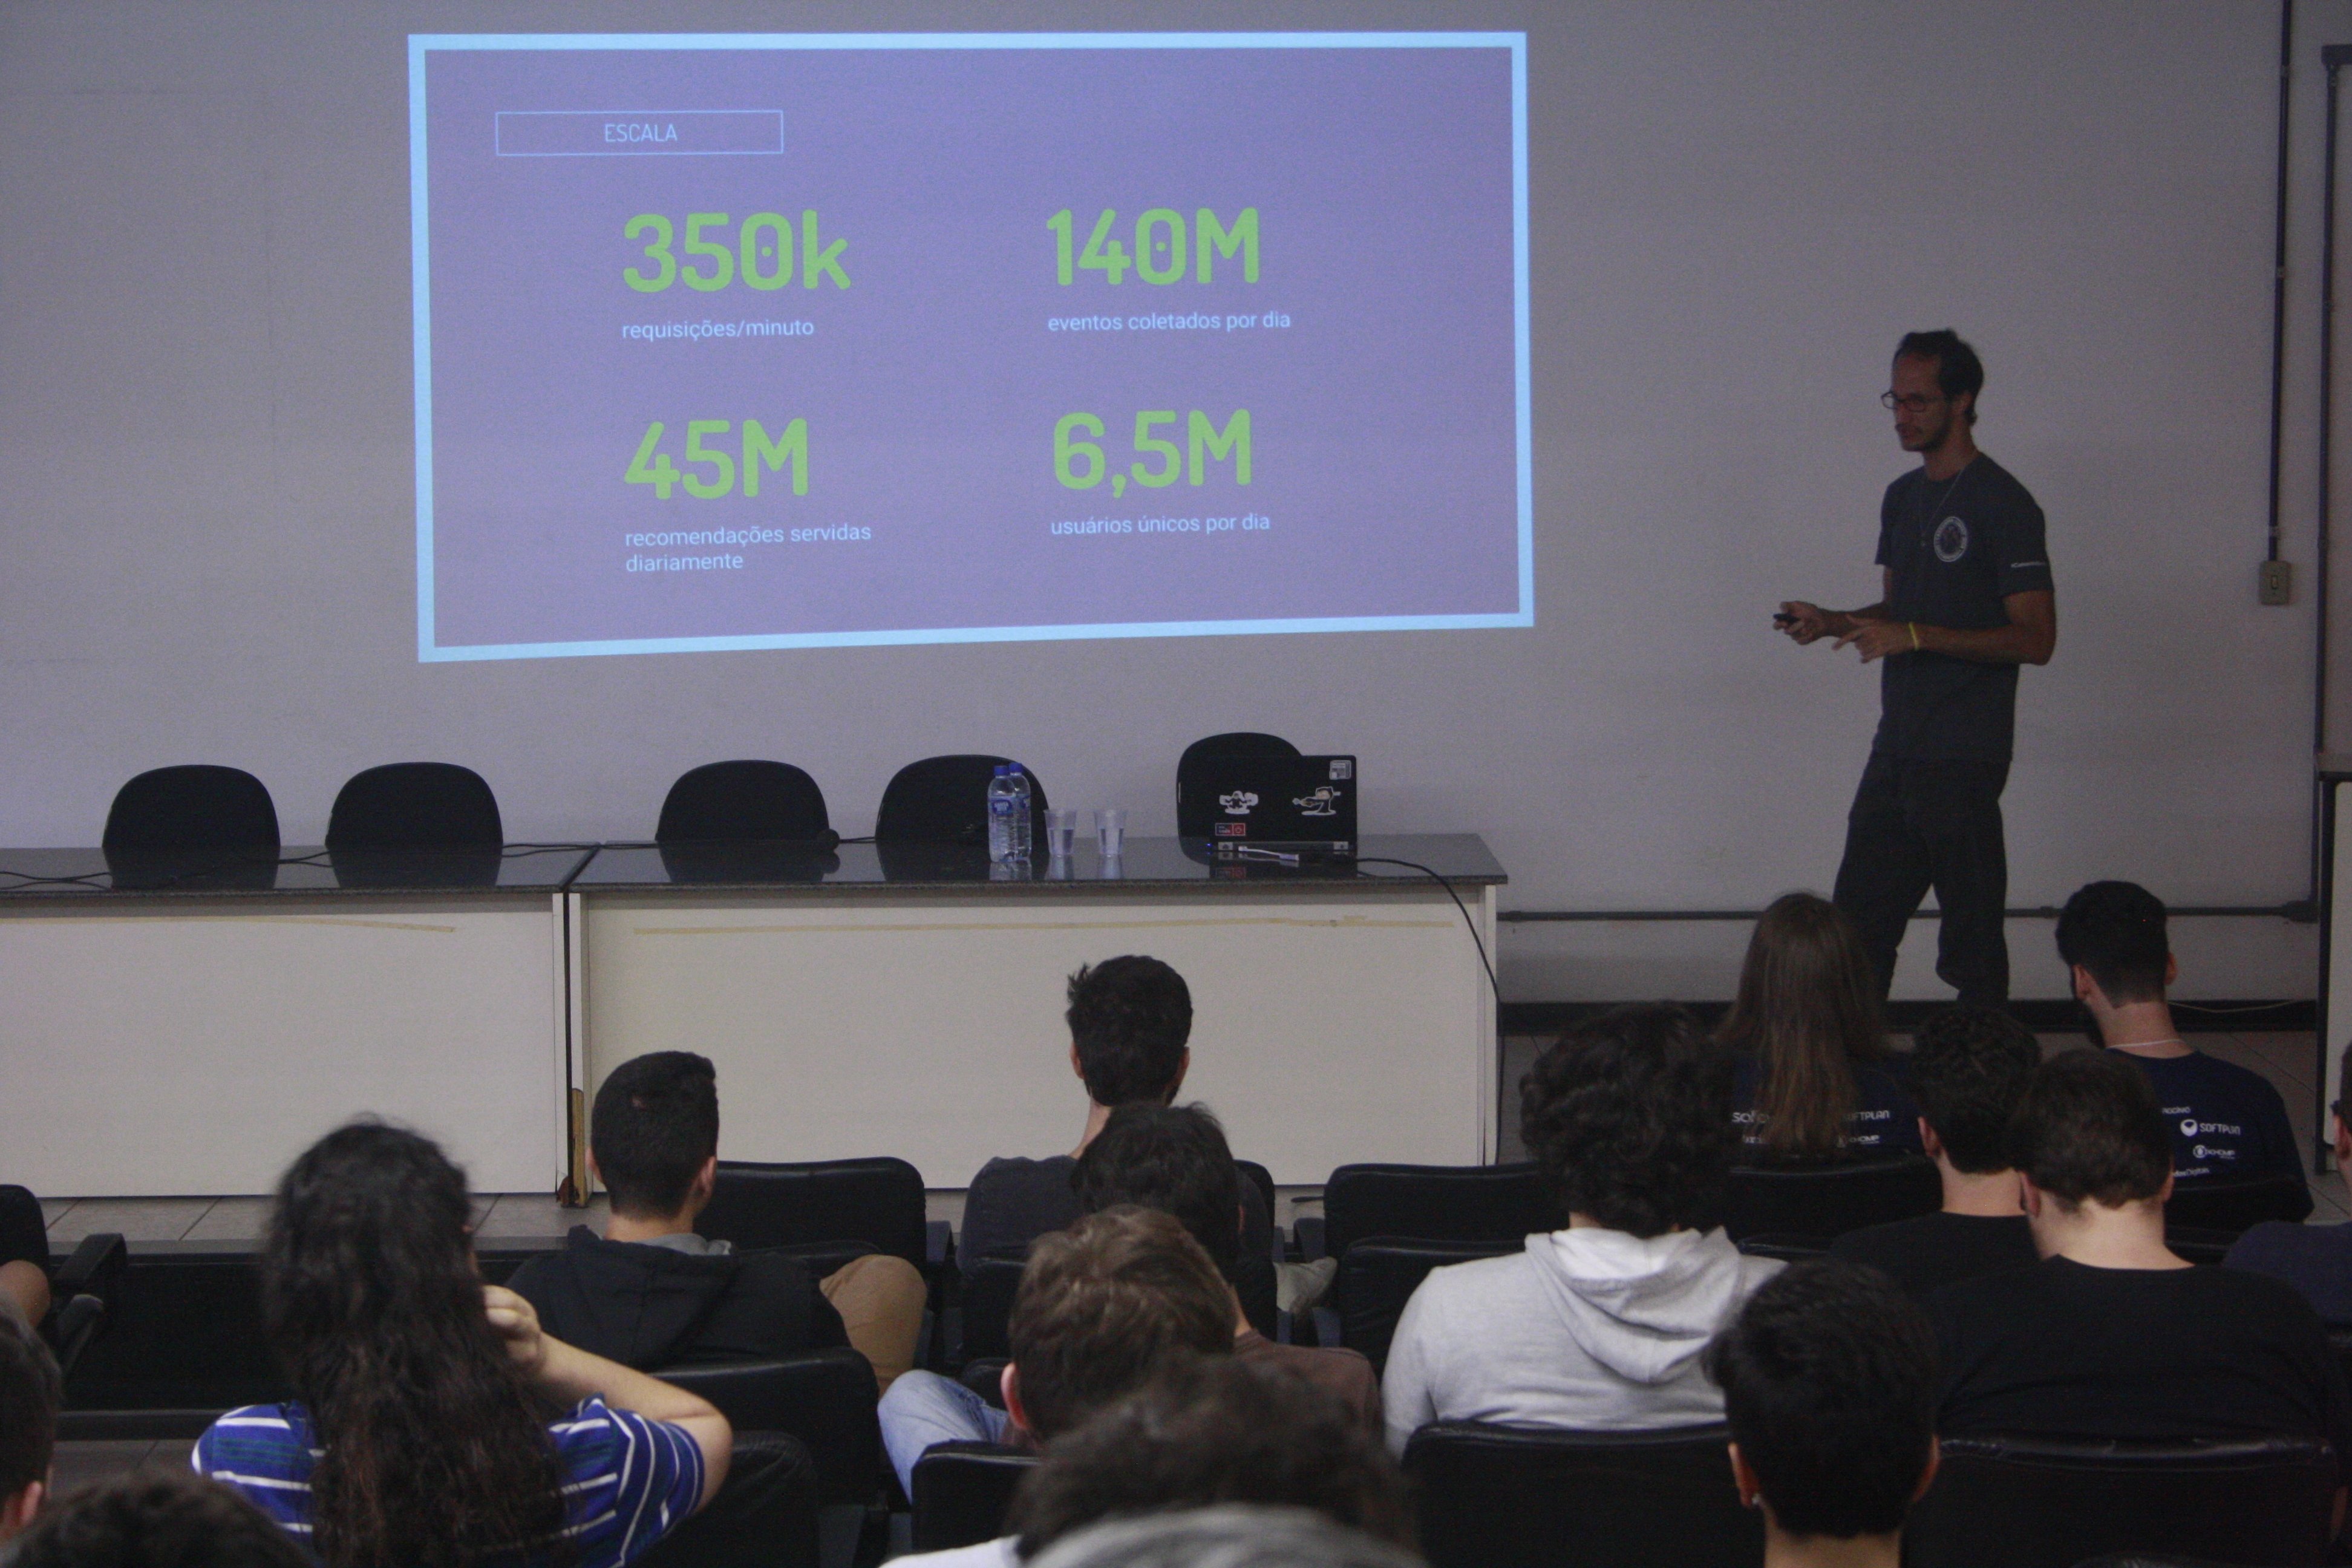 ESCALA
350k
requisições/minuto
140M
eventos coletados por dia
45M
recomendações servidas
diariamente
6,5M
usuários únicos por dia
SOFTPLAN
KHOMP